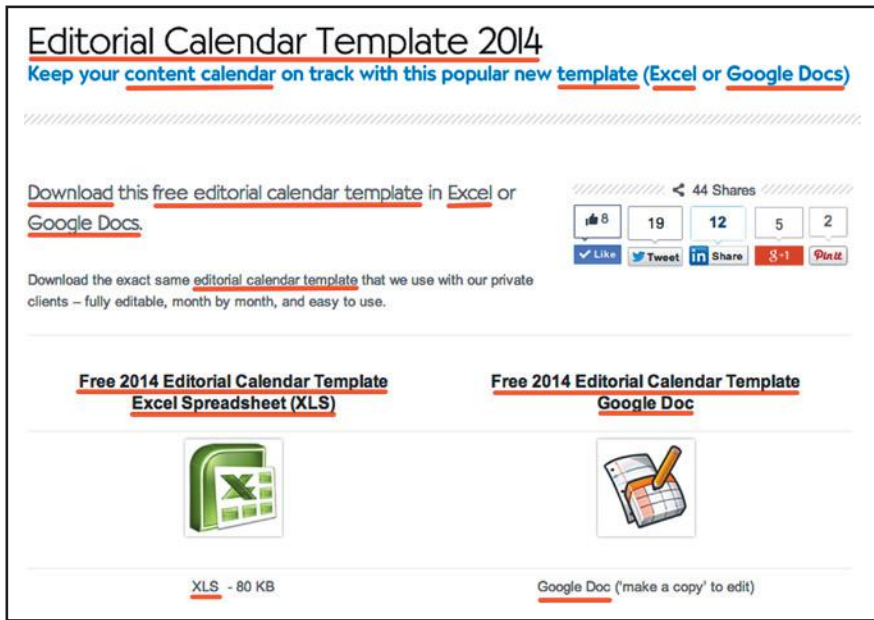 Editorial Calendar Template 2014
Keep your content calendar on track with this popular new template (Excel or Google Docs)
Download this free editorial calendar template in Excel or
Google Docs.
44 Shares
8 19 12 5 2
Like Tweet in Share g+1 Pin it
Download the exact same editorial calendar template that we use with our private
clients – fully editable, month by month, and easy to use.
Free 2014 Editorial Calendar Template
Excel Spreadsheet (XLS)
Free 2014 Editorial Calendar Template
Google Doc
X
XLS - 80 KB
Google Doc ('make a copy' to edit)